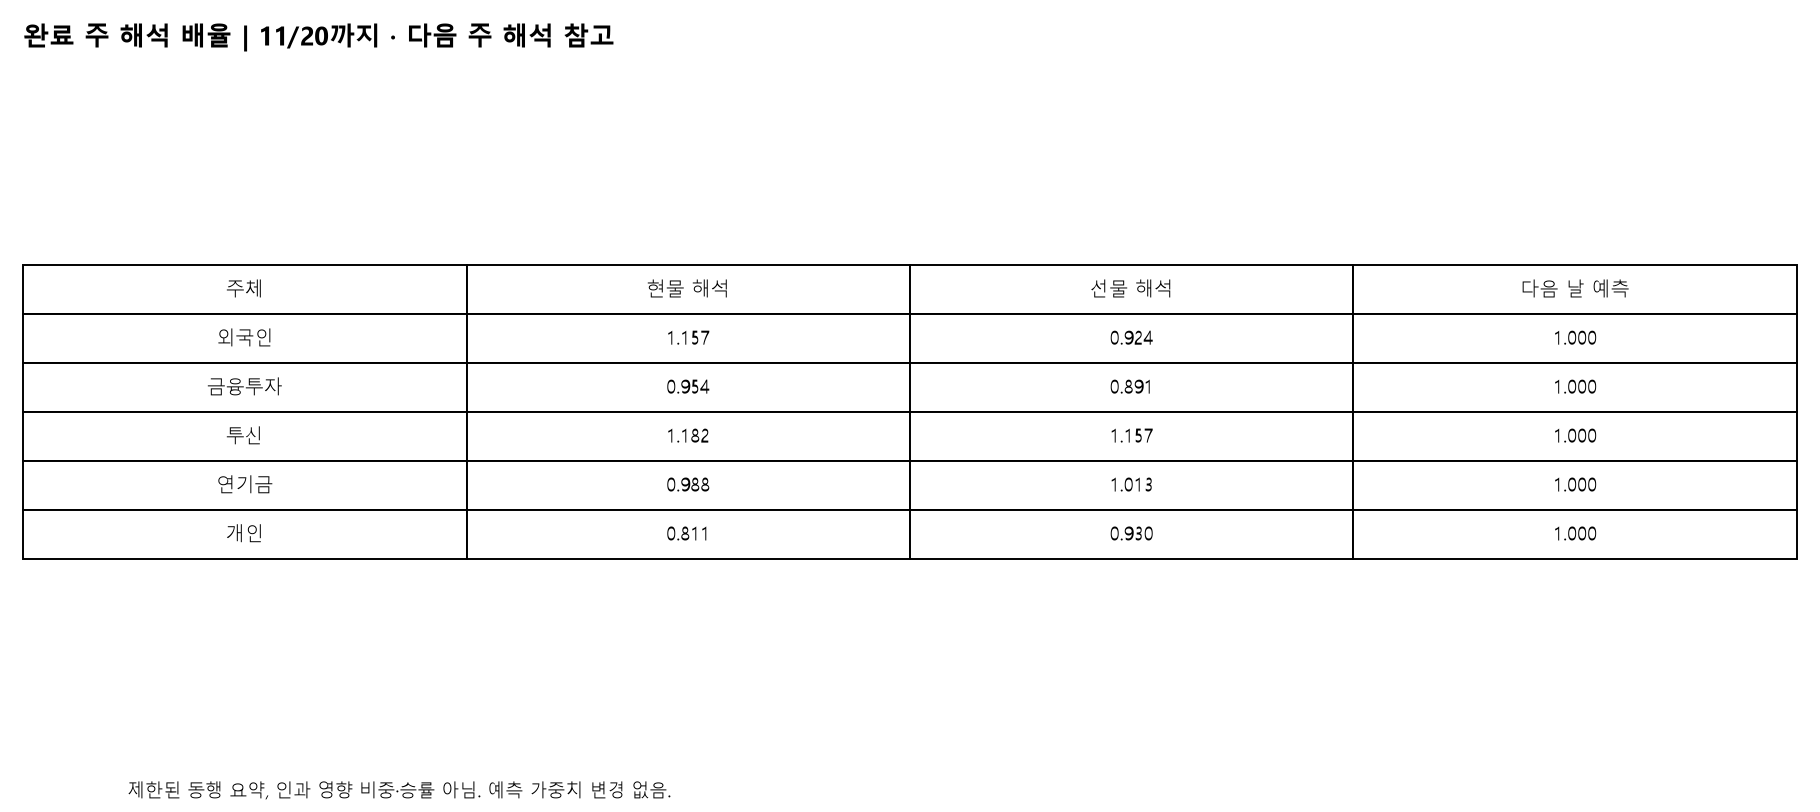 완료 주 해석 배율 | 11/20까지 · 다음 주 해석 참고
주체 현물 해석 선물 해석 다음 날 예측
외국인 1.157 0.924 1.000
금융투자 0.954 0.891 1.000
투신 1.182 1.157 1.000
연기금 0.988 1.013 1.000
개인 0.811 0.930 1.000
제한된 동행 요약, 인과 영향 비중·승률 아님. 예측 가중치 변경 없음.